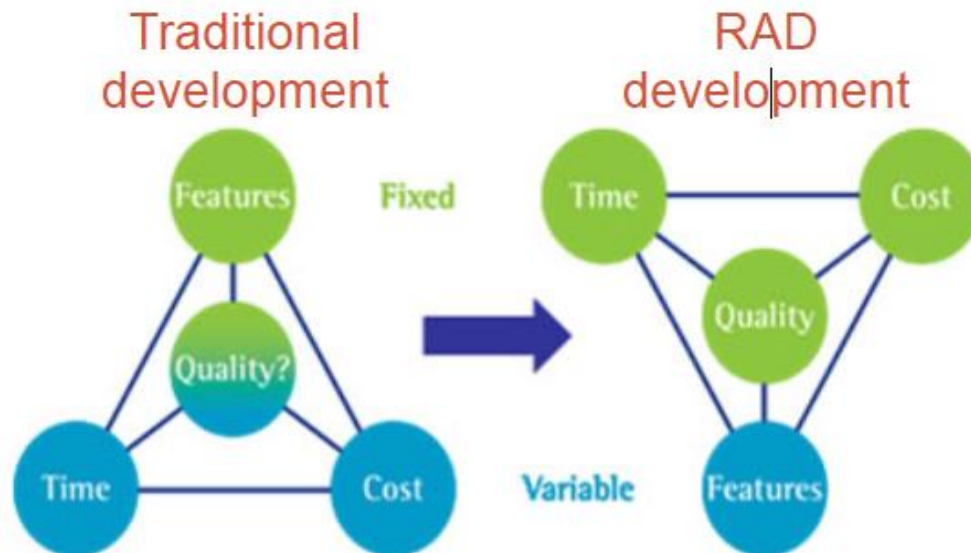 Traditional
development
RAD
development
Features
Fixed
Time
Cost
Quality?
Quality
Time
Cost
Variable
Features